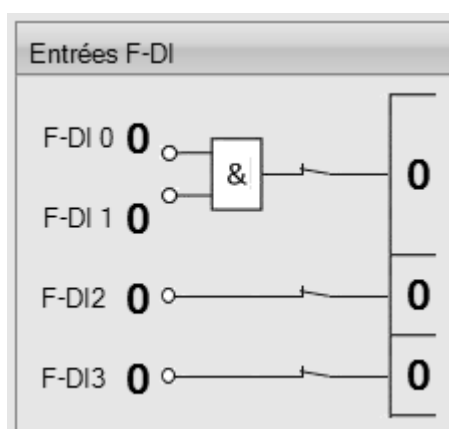 Entrées F-DI
F-DI 0 0
& 0
F-DI 1 0
F-DI2 0 0
F-DI3 0 0